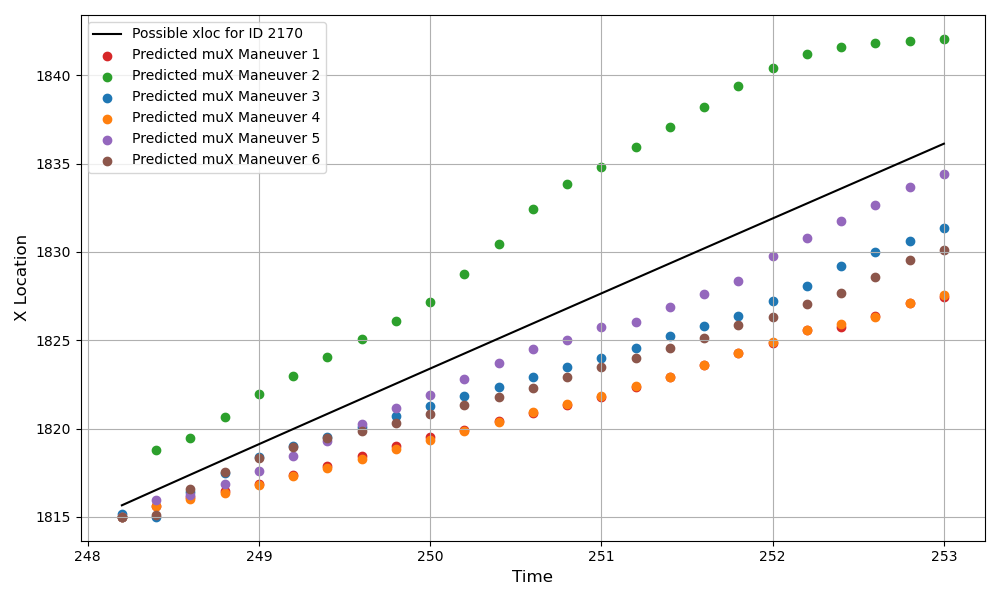 Possible xloc for ID 2170
Predicted muX Maneuver 1
Predicted muX Maneuver 2
Predicted muX Maneuver 3
Predicted muX Maneuver 4
Predicted muX Maneuver 5
Predicted muX Maneuver 6
1840
1835
1830
1825
1820
1815
X Location
248 249 250 251 252 253
Time